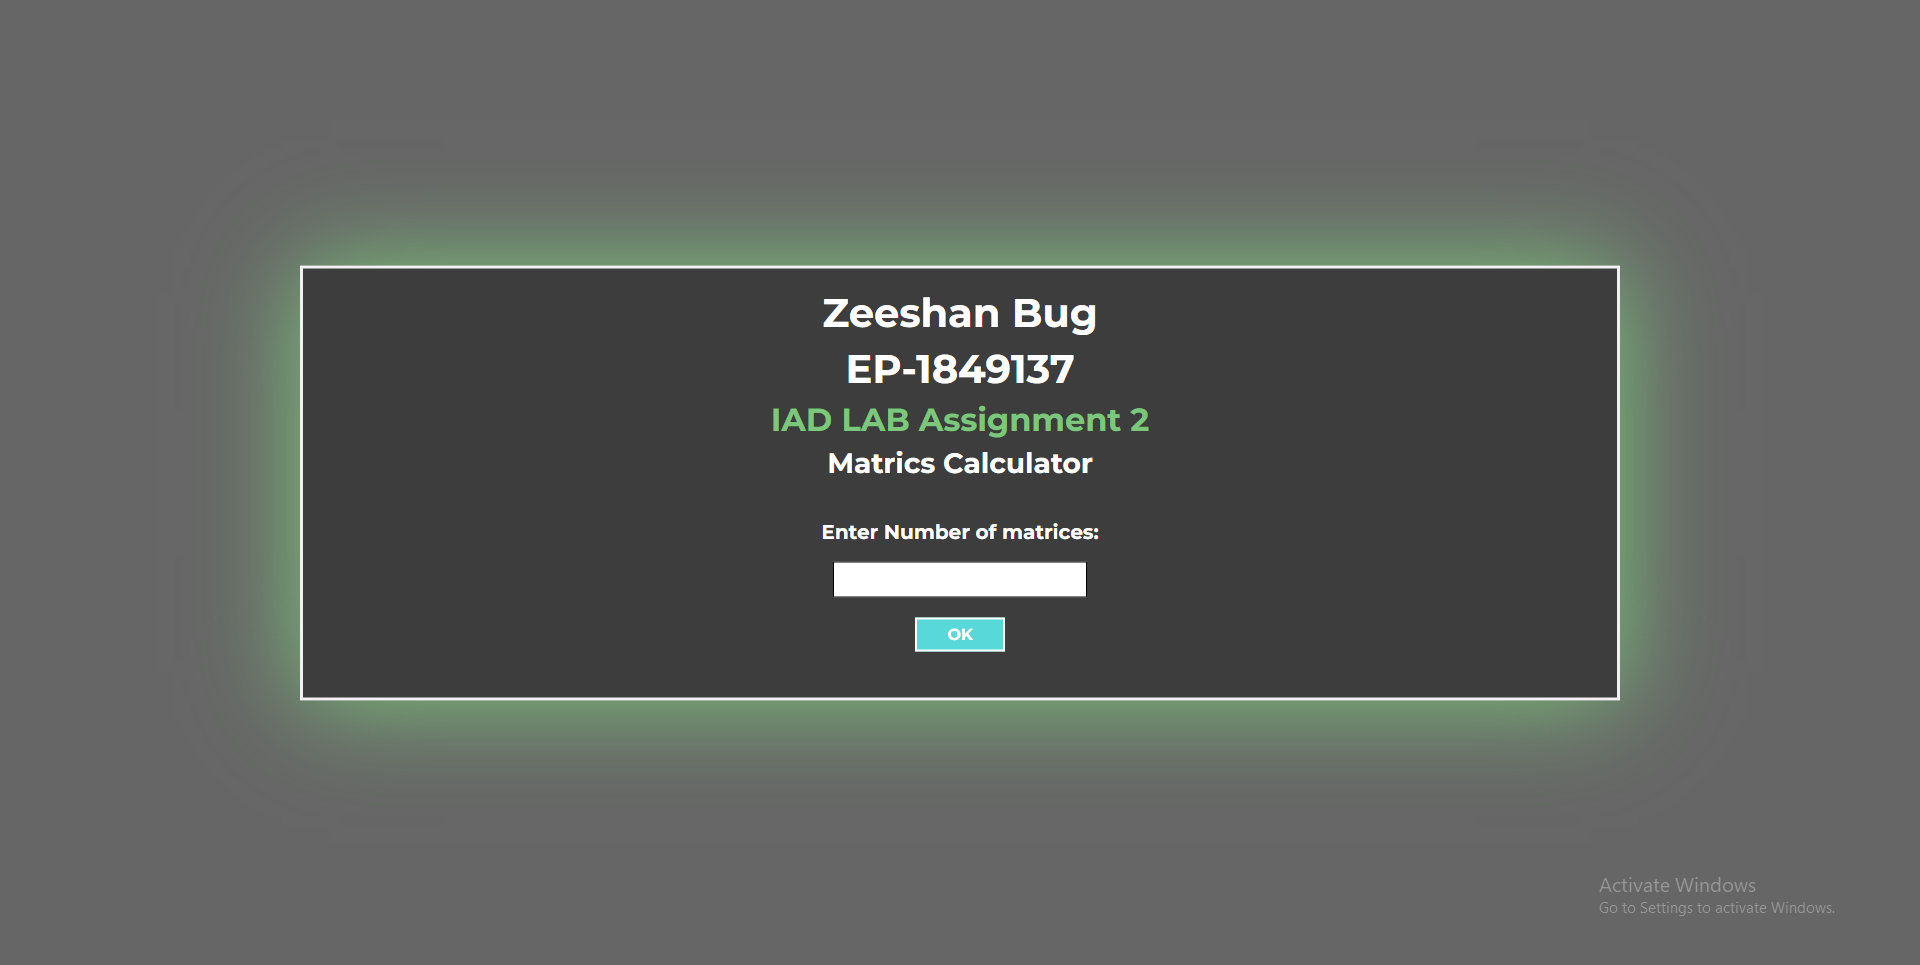 Zeeshan Bug
EP-1849137
IAD LAB Assignment 2
Matrics Calculator
Enter Number of matrices:
OK
Activate Windows
Go to Settings to activate Windows.